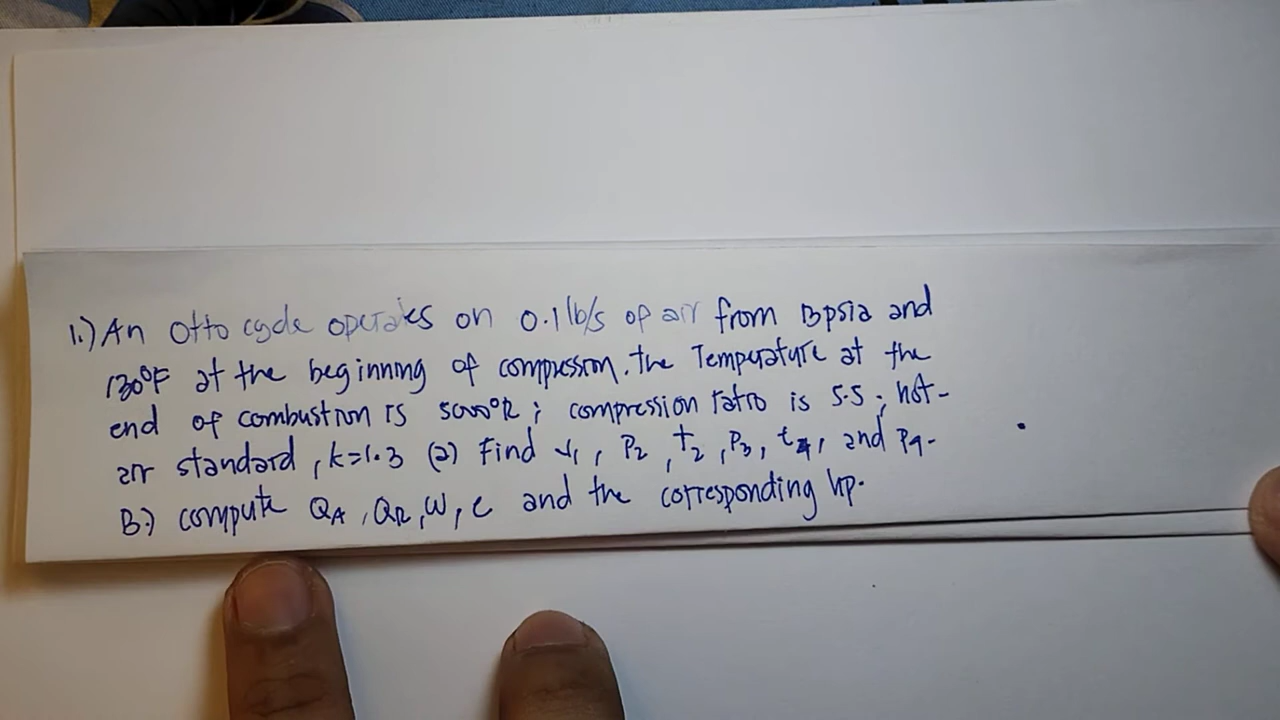 1.) An Otto cycle operates on 0.1 lb/s of air from 13psia and
130°F at the beginning of compression. the Temperature at the
end of combustion is 5000°R; compression ratio is 5.5; hot-
air standard, k=1.3 (a) Find V1, P2, t2, P3, t4, and P4.
B.) compute QA, QR, W, e and the corresponding hp.